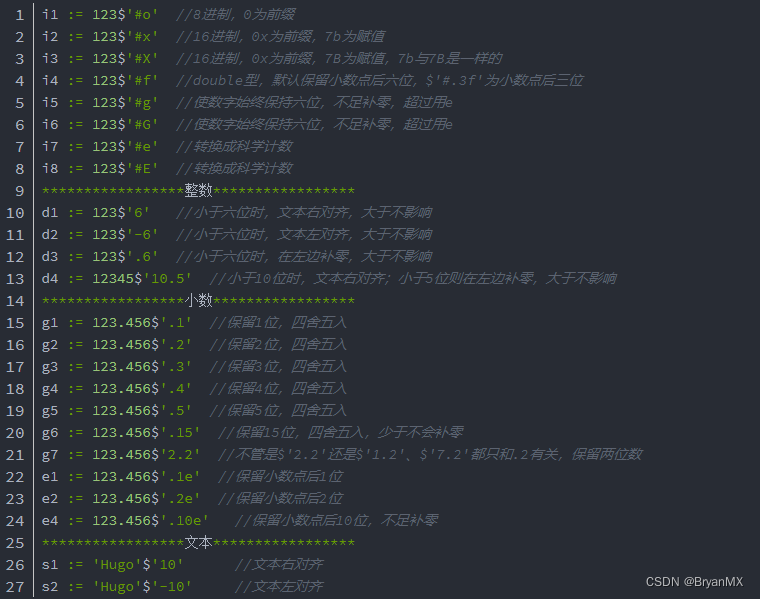 1 i1 := 123$'#o'  //8进制，0为前缀
2 i2 := 123$'#x'  //16进制，0x为前缀，7b为赋值
3 i3 := 123$'#X'  //16进制，0x为前缀，7B为赋值，7b与7B是一样的
4 i4 := 123$'#f'  //double型，默认保留小数点后六位，$'#.3f'为小数点后三位
5 i5 := 123$'#g'  //使数字始终保持六位，不足补零，超过用e
6 i6 := 123$'#G'  //使数字始终保持六位，不足补零，超过用e
7 i7 := 123$'#e'  //转换成科学计数
8 i8 := 123$'#E'  //转换成科学计数
9 *****************整数*****************
10 d1 := 123$'6'   //小于六位时，文本右对齐，大于不影响
11 d2 := 123$'-6'  //小于六位时，文本左对齐，大于不影响
12 d3 := 123$'.6'  //小于六位时，在左边补零，大于不影响
13 d4 := 12345$'10.5'  //小于10位时，文本右对齐；小于5位则在左边补零，大于不影响
14 *****************小数*****************
15 g1 := 123.456$'.1'  //保留1位，四舍五入
16 g2 := 123.456$'.2'  //保留2位，四舍五入
17 g3 := 123.456$'.3'  //保留3位，四舍五入
18 g4 := 123.456$'.4'  //保留4位，四舍五入
19 g5 := 123.456$'.5'  //保留5位，四舍五入
20 g6 := 123.456$'.15'  //保留15位，四舍五入，少于不会补零
21 g7 := 123.456$'2.2'  //不管是$'2.2'还是$'1.2'、$'7.2'都只和.2有关，保留两位数
22 e1 := 123.456$'.1e'  //保留小数点后1位
23 e2 := 123.456$'.2e'  //保留小数点后2位
24 e4 := 123.456$'.10e'   //保留小数点后10位，不足补零
25 *****************文本*****************
26 s1 := 'Hugo'$'10'      //文本右对齐
27 s2 := 'Hugo'$'-10'     //文本左对齐
CSDN @BryanMX